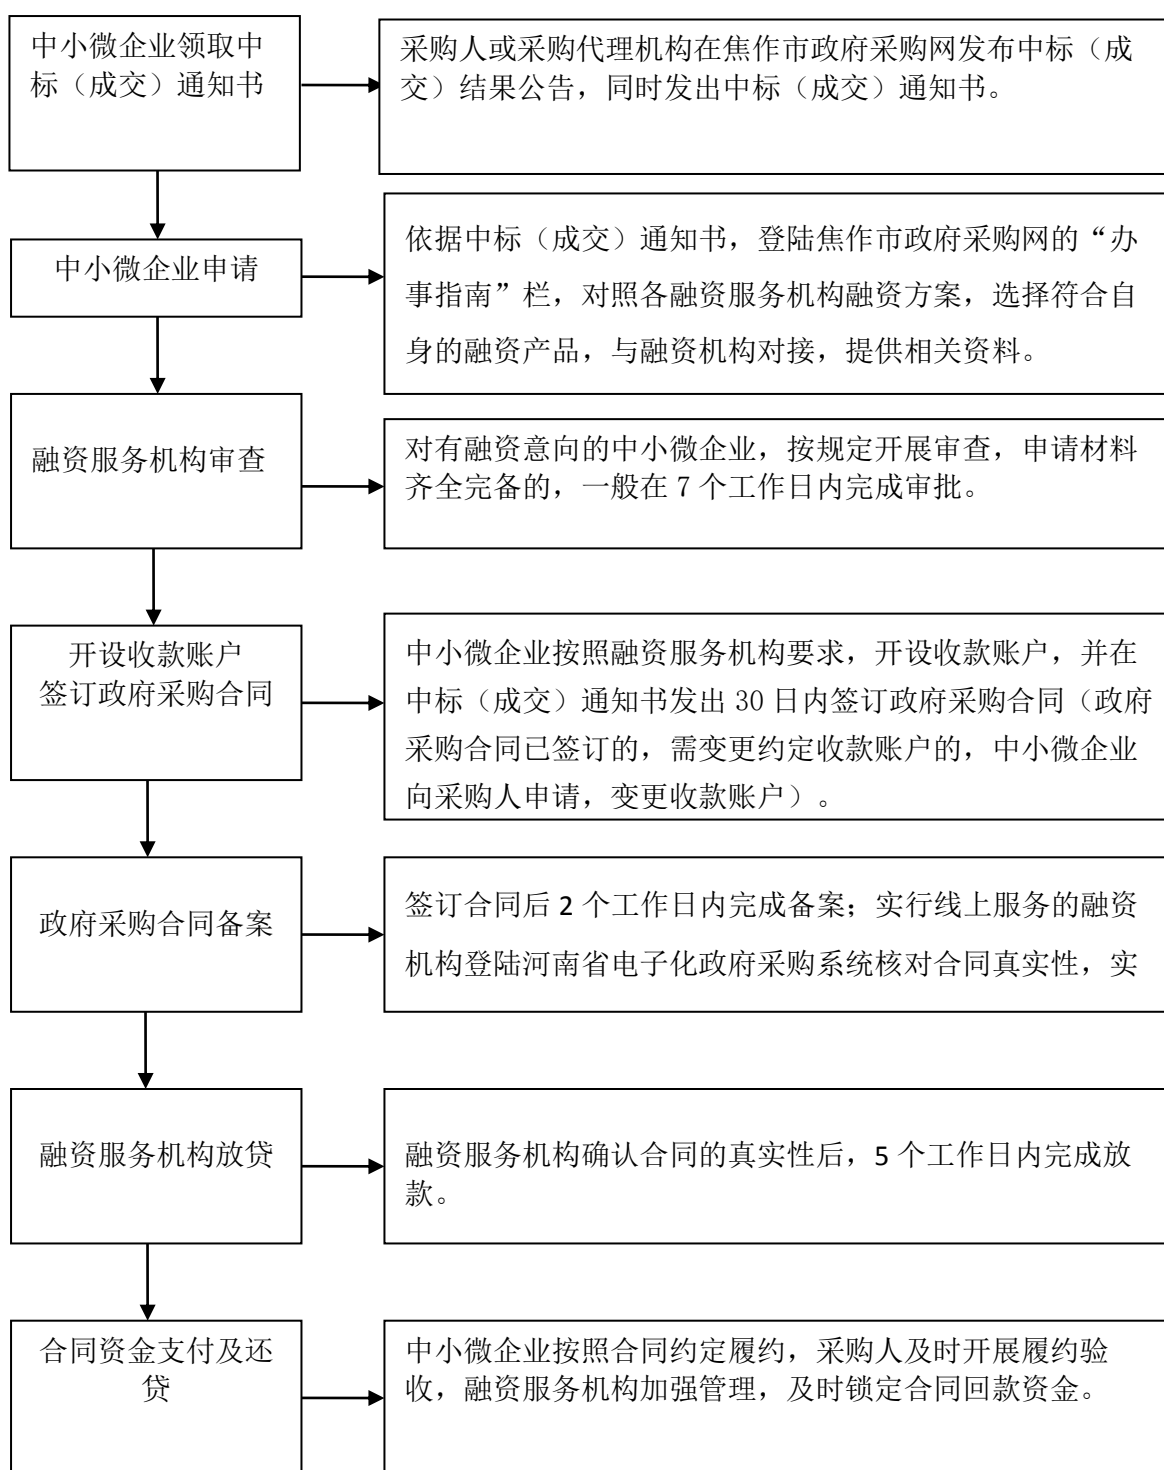 中小微企业领取中
标（成交）通知书
采购人或采购代理机构在焦作市政府采购网发布中标（成
交）结果公告，同时发出中标（成交）通知书。
中小微企业申请
依据中标（成交）通知书，登陆焦作市政府采购网的“办
事指南”栏，对照各融资服务机构融资方案，选择符合自
身的融资产品，与融资机构对接，提供相关资料。
融资服务机构审查
对有融资意向的中小微企业，按规定开展审查，申请材料
齐全完备的，一般在 7 个工作日内完成审批。
开设收款账户
签订政府采购合同
中小微企业按照融资服务机构要求，开设收款账户，并在
中标（成交）通知书发出 30 日内签订政府采购合同（政府
采购合同已签订的，需变更约定收款账户的，中小微企业
向采购人申请，变更收款账户）。
政府采购合同备案
签订合同后 2 个工作日内完成备案；实行线上服务的融资
机构登陆河南省电子化政府采购系统核对合同真实性，实
融资服务机构放贷
融资服务机构确认合同的真实性后，5 个工作日内完成放
款。
合同资金支付及还
贷
中小微企业按照合同约定履约，采购人及时开展履约验
收，融资服务机构加强管理，及时锁定合同回款资金。